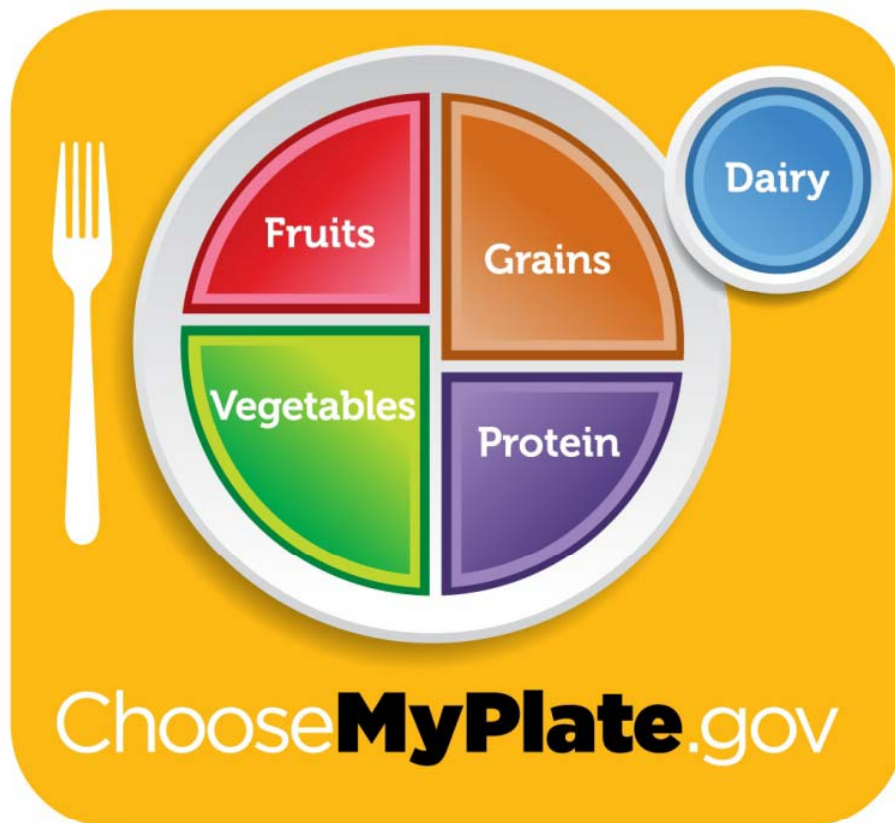 Fruits
Grains
Dairy
Vegetables
Protein
ChooseMyPlate.gov